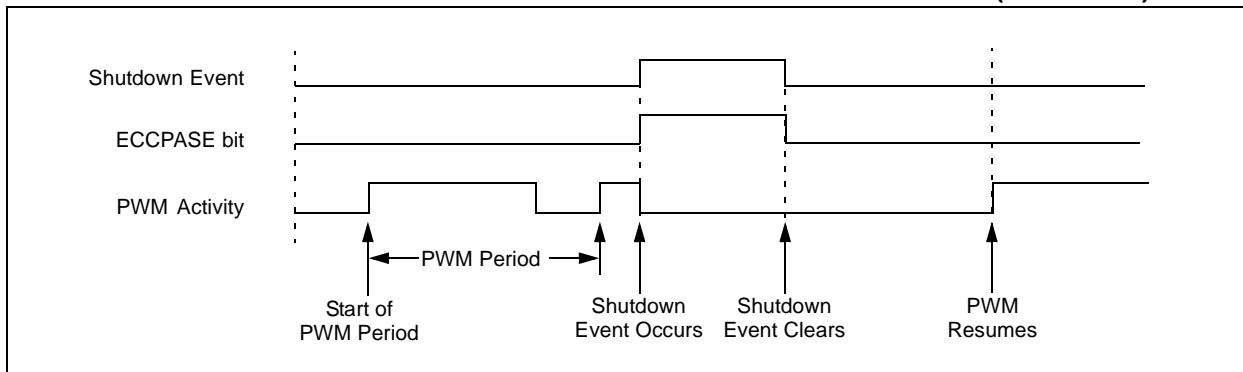 Shutdown Event
ECCPASE bit
PWM Activity
PWM Period
Start of
PWM Period
Shutdown
Event Occurs
Shutdown
Event Clears
PWM
Resumes